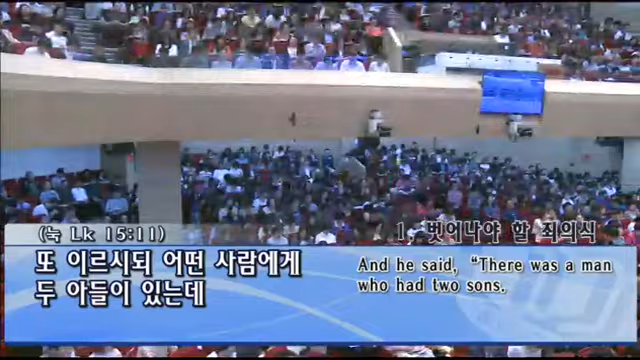 (눅 Lk 15:11)
1. 벗어나야 할 죄의식
또 이르시되 어떤 사람에게
두 아들이 있는데
And he said, “There was a man
who had two sons.